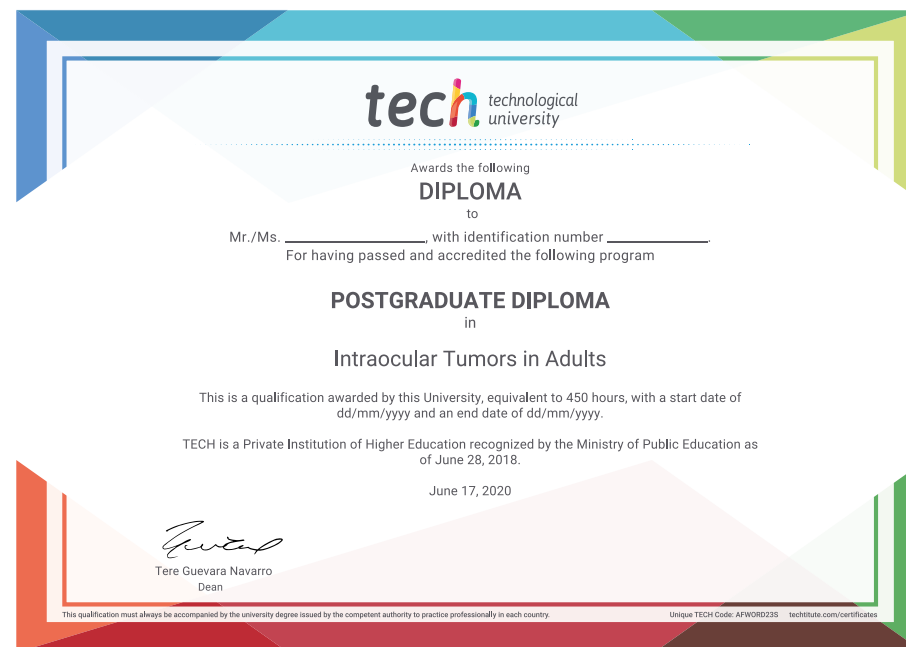 tech technological
university
Awards the following
DIPLOMA
to
Mr./Ms. ____________________, with identification number ______________.
For having passed and accredited the following program
POSTGRADUATE DIPLOMA
in
Intraocular Tumors in Adults
This is a qualification awarded by this University, equivalent to 450 hours, with a start date of
dd/mm/yyyy and an end date of dd/mm/yyyy.
TECH is a Private Institution of Higher Education recognized by the Ministry of Public Education as
of June 28, 2018.
June 17, 2020
Tere Guevara Navarro
Dean
This qualification must always be accompanied by the university degree issued by the competent authority to practice professionally in each country. Unique TECH Code: AFWORD23S techtitute.com/certificates